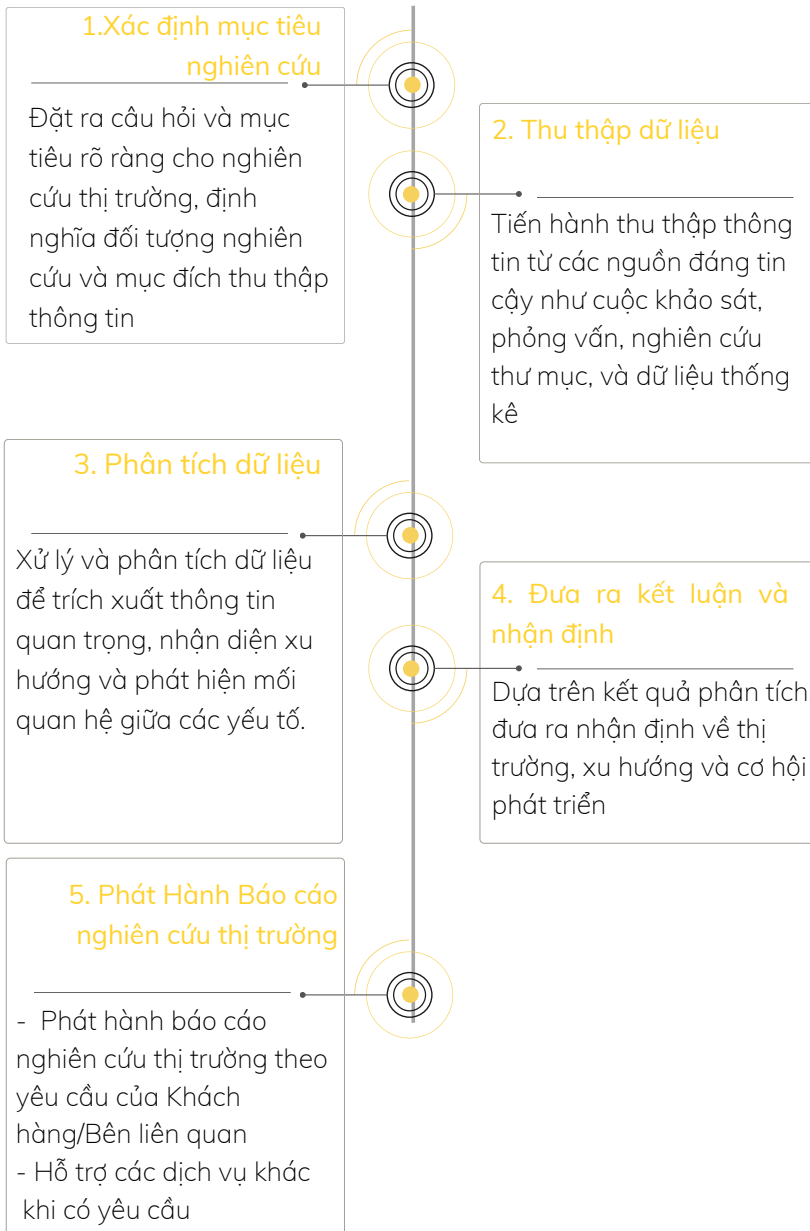 1.Xác định mục tiêu
nghiên cứu
Đặt ra câu hỏi và mục
tiêu rõ ràng cho nghiên
cứu thị trường, định
nghĩa đối tượng nghiên
cứu và mục đích thu thập
thông tin
2. Thu thập dữ liệu
Tiến hành thu thập thông
tin từ các nguồn đáng tin
cậy như cuộc khảo sát,
phỏng vấn, nghiên cứu
thư mục, và dữ liệu thống
kê
3. Phân tích dữ liệu
Xử lý và phân tích dữ liệu
để trích xuất thông tin
quan trọng, nhận diện xu
hướng và phát hiện mối
quan hệ giữa các yếu tố.
4. Đưa ra kết luận và
nhận định
Dựa trên kết quả phân tích
đưa ra nhận định về thị
trường, xu hướng và cơ hội
phát triển
5. Phát Hành Báo cáo
nghiên cứu thị trường
- Phát hành báo cáo
nghiên cứu thị trường theo
yêu cầu của Khách
hàng/Bên liên quan
- Hỗ trợ các dịch vụ khác
khi có yêu cầu